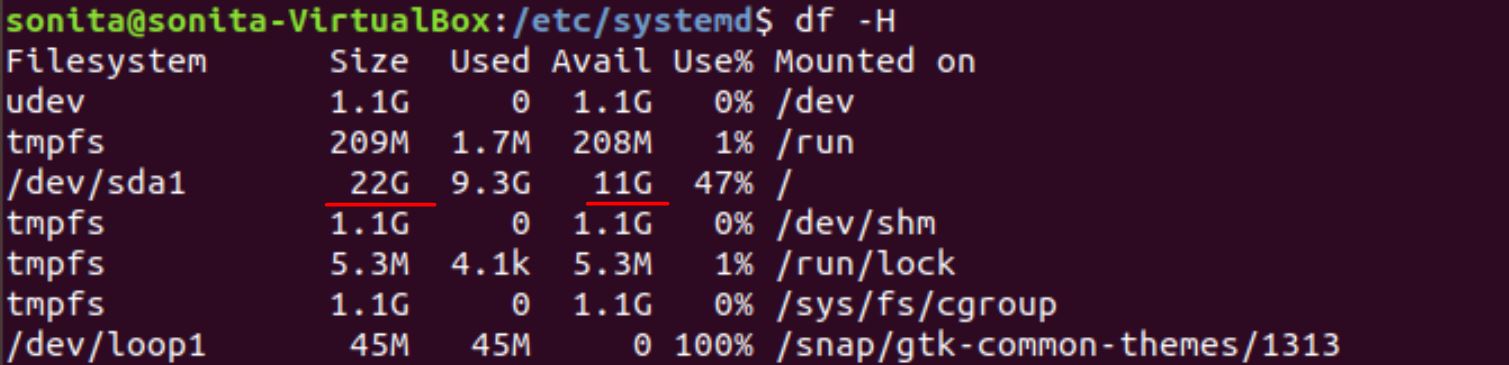 sonita@sonita-VirtualBox:/etc/systemd$ df -H
Filesystem      Size  Used Avail Use% Mounted on
udev            1.1G     0  1.1G   0% /dev
tmpfs           209M  1.7M  208M   1% /run
/dev/sda1        22G  9.3G   11G  47% /
tmpfs           1.1G     0  1.1G   0% /dev/shm
tmpfs           5.3M  4.1k  5.3M   1% /run/lock
tmpfs           1.1G     0  1.1G   0% /sys/fs/cgroup
/dev/loop1       45M   45M     0 100% /snap/gtk-common-themes/1313